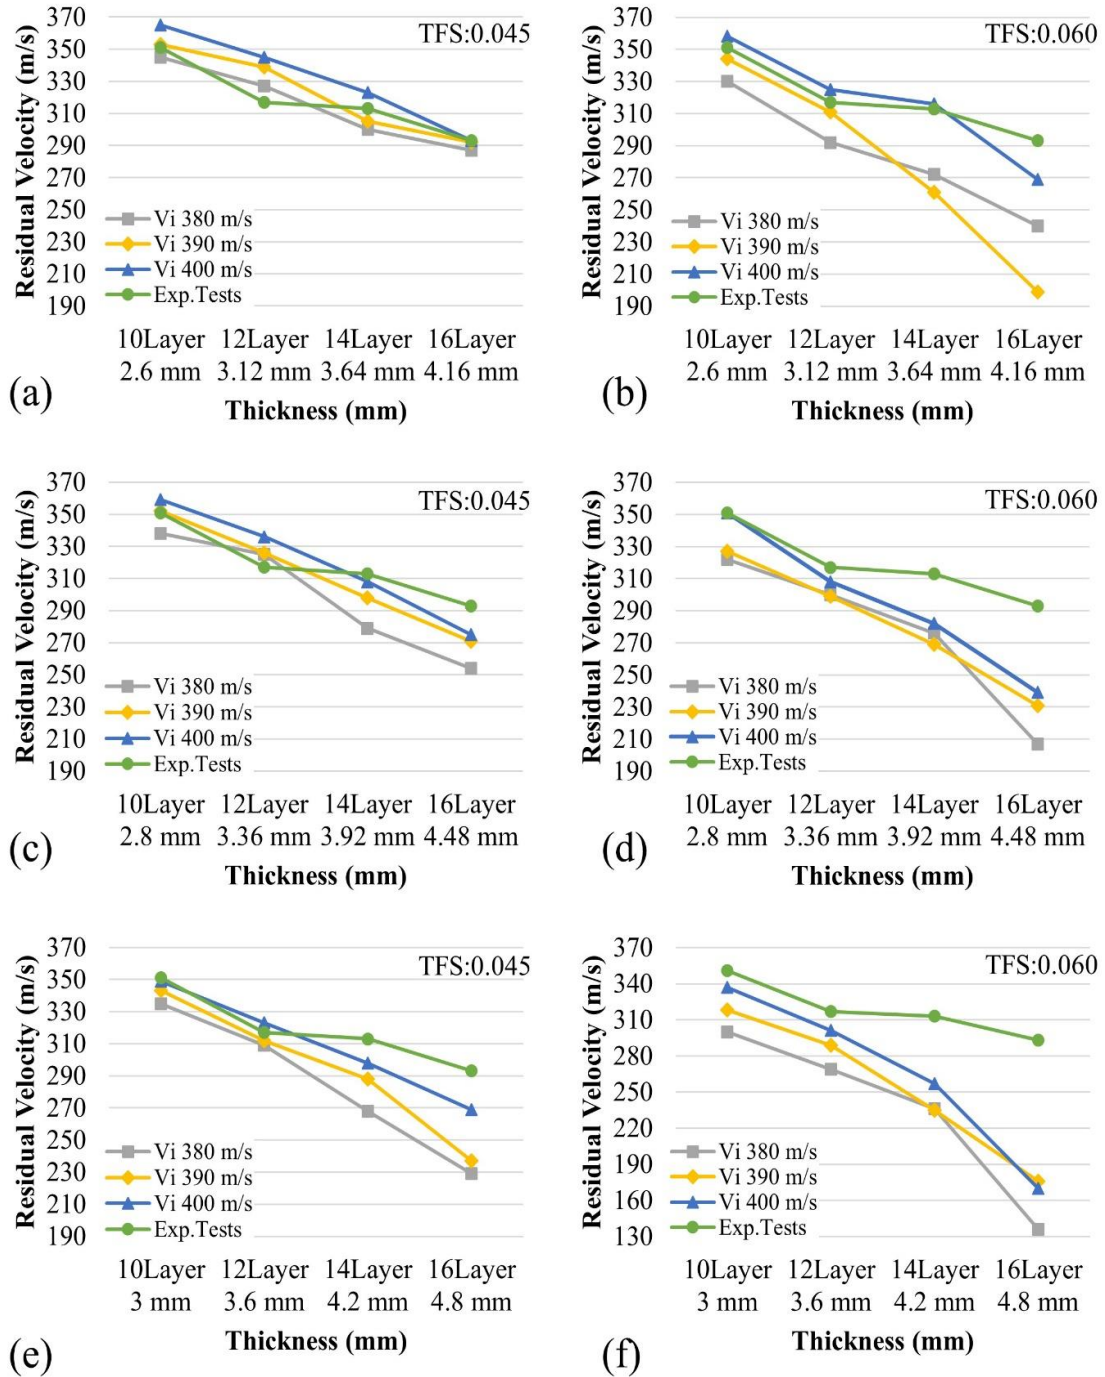 370
350
330
310
290
270
250
230
210
190
Residual Velocity (m/s)
TFS:0.045
Vi 380 m/s
Vi 390 m/s
Vi 400 m/s
Exp.Tests
10Layer 12Layer 14Layer 16Layer
2.6 mm 3.12 mm 3.64 mm 4.16 mm
Thickness (mm)
(a)
370
350
330
310
290
270
250
230
210
190
Residual Velocity (m/s)
TFS:0.060
Vi 380 m/s
Vi 390 m/s
Vi 400 m/s
Exp.Tests
10Layer 12Layer 14Layer 16Layer
2.6 mm 3.12 mm 3.64 mm 4.16 mm
Thickness (mm)
(b)
370
350
330
310
290
270
250
230
210
190
Residual Velocity (m/s)
TFS:0.045
Vi 380 m/s
Vi 390 m/s
Vi 400 m/s
Exp.Tests
10Layer 12Layer 14Layer 16Layer
2.8 mm 3.36 mm 3.92 mm 4.48 mm
Thickness (mm)
(c)
370
350
330
310
290
270
250
230
210
190
Residual Velocity (m/s)
TFS:0.060
Vi 380 m/s
Vi 390 m/s
Vi 400 m/s
Exp.Tests
10Layer 12Layer 14Layer 16Layer
2.8 mm 3.36 mm 3.92 mm 4.48 mm
Thickness (mm)
(d)
370
350
330
310
290
270
250
230
210
190
Residual Velocity (m/s)
TFS:0.045
Vi 380 m/s
Vi 390 m/s
Vi 400 m/s
Exp.Tests
10Layer 12Layer 14Layer 16Layer
3 mm 3.6 mm 4.2 mm 4.8 mm
Thickness (mm)
(e)
370
340
310
280
250
220
190
160
130
Residual Velocity (m/s)
TFS:0.060
Vi 380 m/s
Vi 390 m/s
Vi 400 m/s
Exp.Tests
10Layer 12Layer 14Layer 16Layer
3 mm 3.6 mm 4.2 mm 4.8 mm
Thickness (mm)
(f)